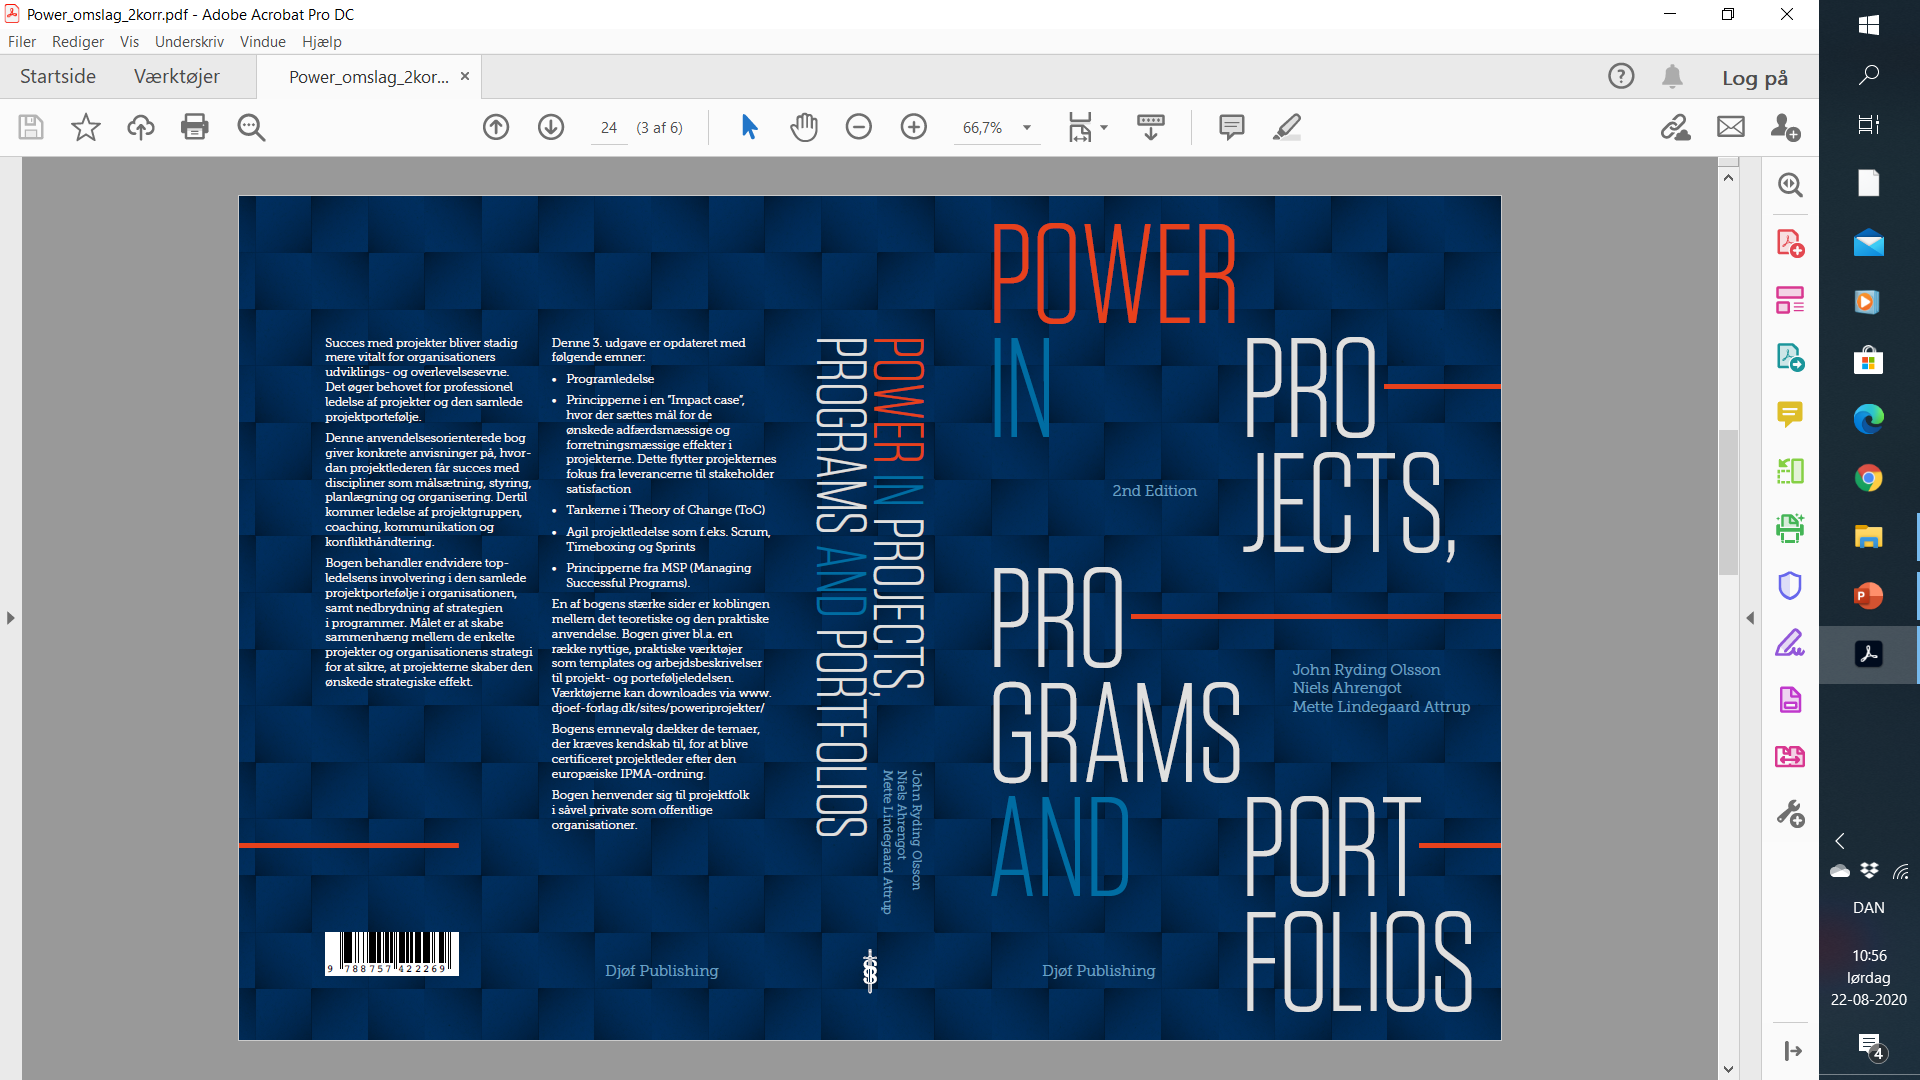 Power_omslag_2korr.pdf - Adobe Acrobat Pro DC
Filer Rediger Vis Underskriv Vindue Hjælp
Startside Værktøjer Power_omslag_2kor... × Log på
24 (3 af 6) 66,7%
Succes med projekter bliver stadig
mere vitalt for organisationers
udviklings- og overlevelsesevne.
Det øger behovet for professionel
ledelse af projekter og den samlede
projektportefølje.
Denne anvendelsesorienterede bog
giver konkrete anvisninger på, hvor-
dan projektlederen får succes med
discipliner som målsætning, styring,
planlægning og organisering. Dertil
kommer ledelse af projektgruppen,
coaching, kommunikation og
konflikthåndtering.
Bogen behandler endvidere top-
ledelsens involvering i den samlede
projektportefølje i organisationen,
samt nedbrydning af strategien
i programmer. Målet er at skabe
sammenhæng mellem de enkelte
projekter og organisationens strategi
for at sikre, at projekterne skaber den
ønskede strategiske effekt.
9 788757 422269
Denne 3. udgave er opdateret med
følgende emner:
• Programledelse
• Principperne i en ”Impact case”,
hvor der sættes mål for de
ønskede adfærdsmæssige og
forretningsmæssige effekter i
projekterne. Dette flytter projekternes
fokus fra leverancerne til stakeholder
satisfaction
• Tankerne i Theory of Change (ToC)
• Agil projektledelse som f.eks. Scrum,
Timeboxing og Sprints
• Principperne fra MSP (Managing
Successful Programs).
En af bogens stærke sider er koblingen
mellem det teoretiske og den praktiske
anvendelse. Bogen giver bl.a. en
række nyttige, praktiske værktøjer
som templates og arbejdsbeskrivelser
til projekt- og porteføljeledelsen.
Værktøjerne kan downloades via www.
djoef-forlag.dk/sites/poweriprojekter/
Bogens emnevalg dækker de temaer,
der kræves kendskab til, for at blive
certificeret projektleder efter den
europæiske IPMA-ordning.
Bogen henvender sig til projektfolk
i såvel private som offentlige
organisationer.
Djøf Publishing
POWER IN PROJECTS,
PROGRAMS AND PORTFOLIOS
John Ryding Olsson
Niels Ahrengot
Mette Lindegaard Attrup
POWER
IN PRO
JECTS,
2nd Edition
PRO
GRAMS
John Ryding Olsson
Niels Ahrengot
Mette Lindegaard Attrup
AND PORT
FOLIOS
Djøf Publishing
DAN
10:56
lørdag
22-08-2020
4